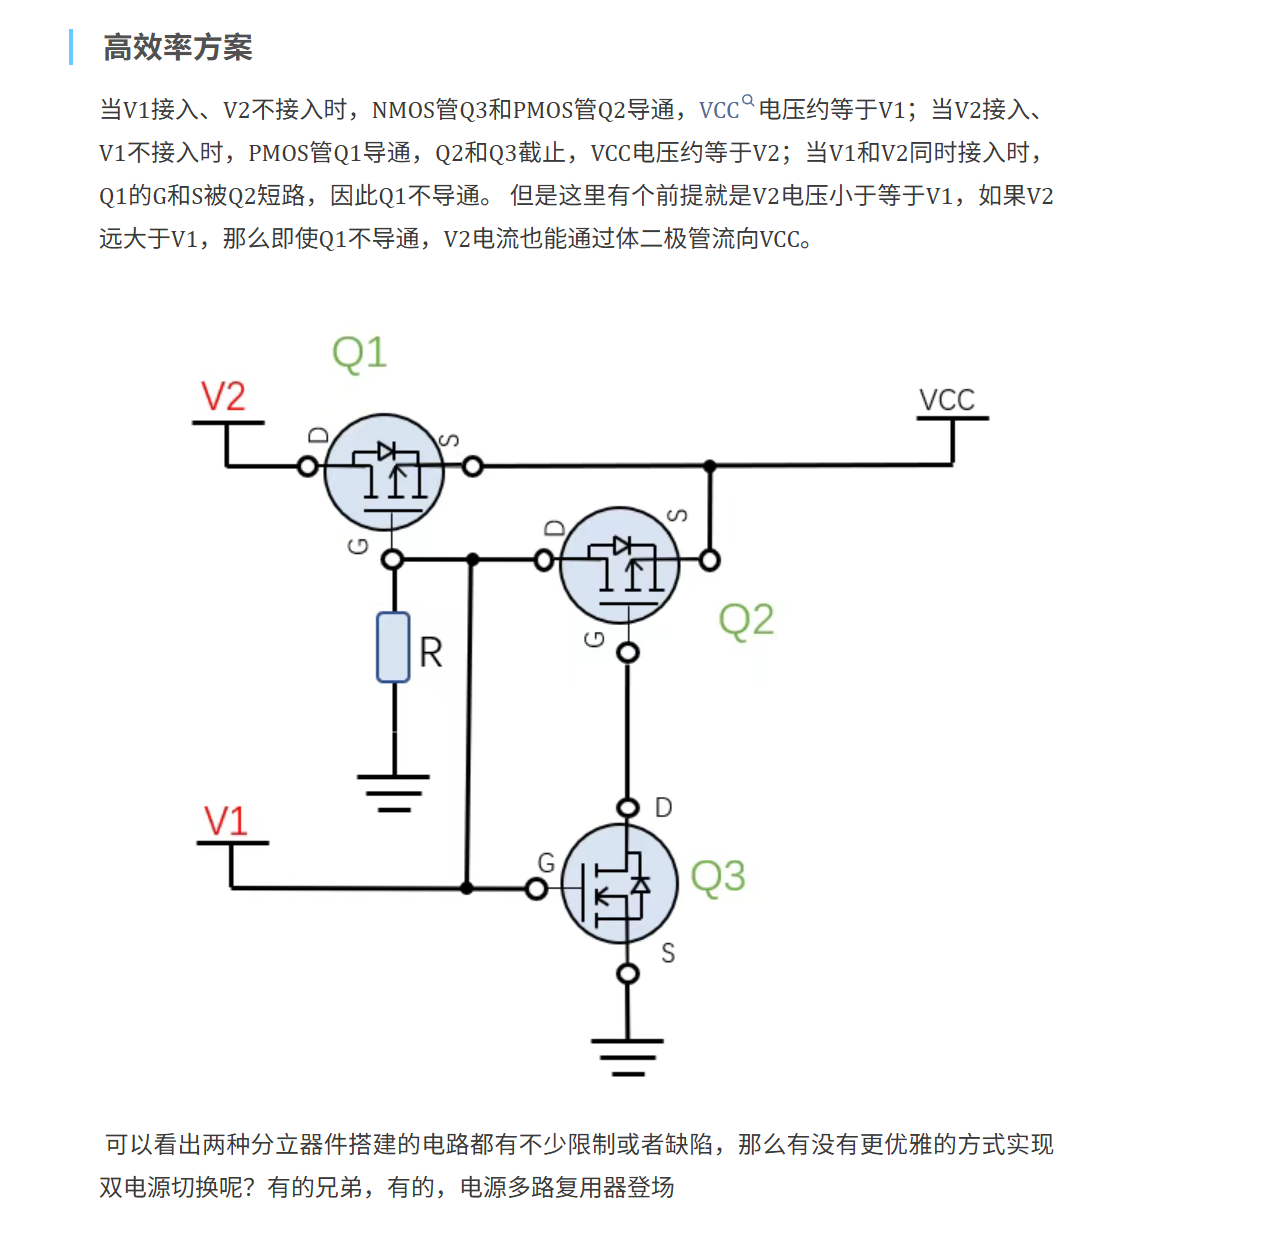 高效率方案
当V1接入、V2不接入时，NMOS管Q3和PMOS管Q2导通，VCC电压约等于V1；当V2接入、
V1不接入时，PMOS管Q1导通，Q2和Q3截止，VCC电压约等于V2；当V1和V2同时接入时，
Q1的G和S被Q2短路，因此Q1不导通。 但是这里有个前提就是V2电压小于等于V1，如果V2
远大于V1，那么即使Q1不导通，V2电流也能通过体二极管流向VCC。
Q1
V2
VCC
D
S
G
D
S
Q2
G
R
V1
D
G
Q3
S
可以看出两种分立器件搭建的电路都有不少限制或者缺陷，那么有没有更优雅的方式实现
双电源切换呢？有的兄弟，有的，电源多路复用器登场